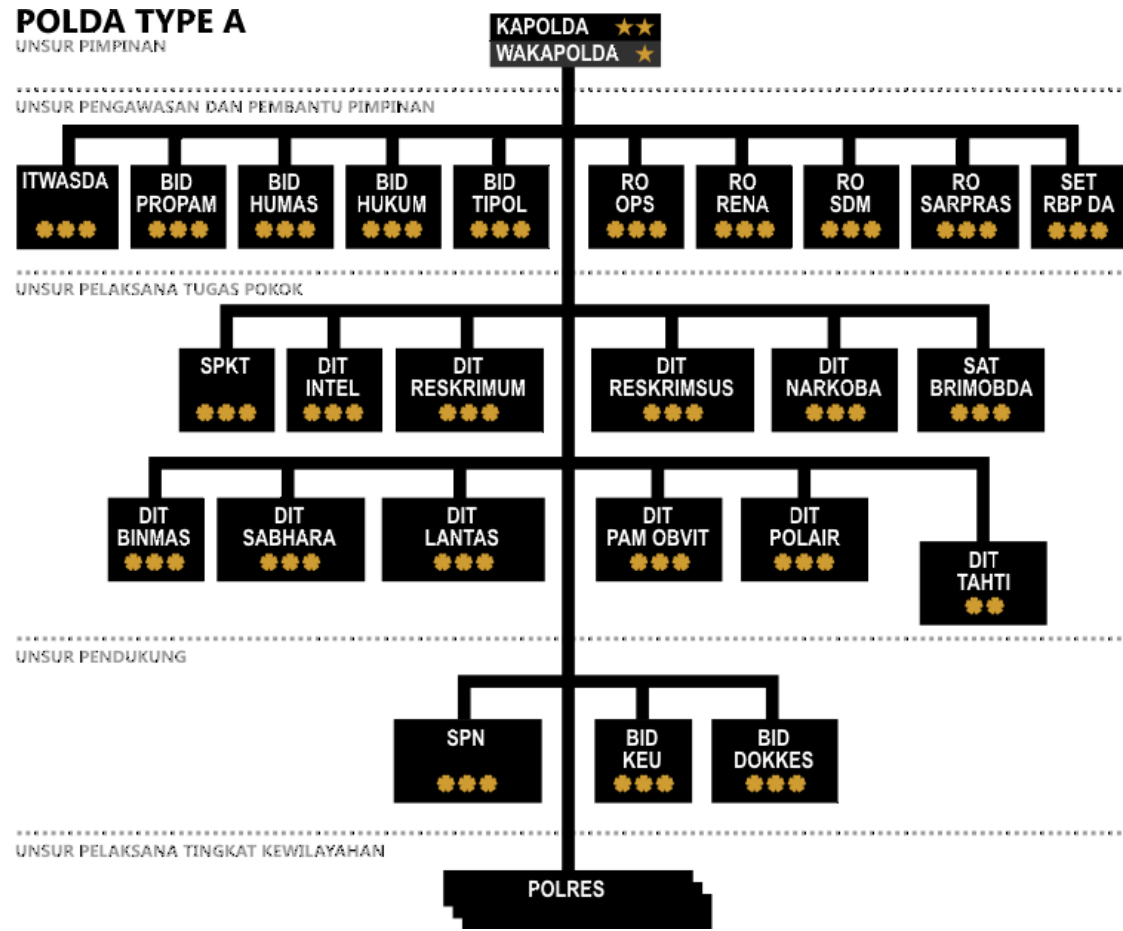 POLDA TYPE A
UNSUR PIMPINAN
KAPOLDA
WAKAPOLDA
UNSUR PENGAWASAN DAN PEMBANTU PIMPINAN
ITWASDA
BID
PROPAM
BID
HUMAS
BID
HUKUM
BID
TIPOL
RO
OPS
RO
RENA
RO
SDM
RO
SARPRAS
SET
RBP DA
UNSUR PELAKSANA TUGAS POKOK
SPKT
DIT
INTEL
DIT
RESKRIMUM
DIT
RESKRIMSUS
DIT
NARKOBA
SAT
BRIMOBDA
DIT
BINMAS
DIT
SABHARA
DIT
LANTAS
DIT
PAM OBVIT
DIT
POLAIR
DIT
TAHTI
UNSUR PENDUKUNG
SPN
BID
KEU
BID
DOKKES
UNSUR PELAKSANA TINGKAT KEWILAYAHAN
POLRES